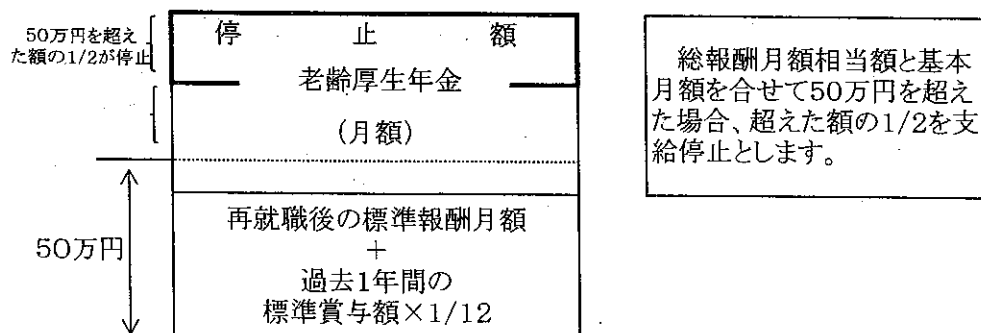 50万円を超え
た額の1/2が停止
停止額
老齢厚生年金
(月額)
50万円
再就職後の標準報酬月額
+
過去1年間の
標準賞与額×1/12
総報酬月額相当額と基本
月額を合せて50万円を超え
た場合、超えた額の1/2を支
給停止とします。